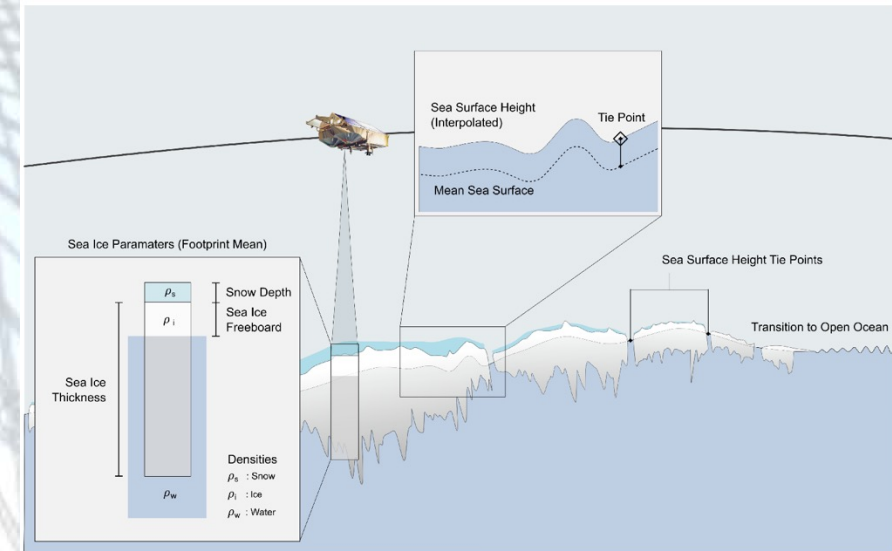 Sea Surface Height
(Interpolated)
Tie Point
Mean Sea Surface
Sea Ice Paramaters (Footprint Mean)
ρs
Snow Depth
ρi
Sea Ice
Freeboard
Sea Ice
Thickness
ρw
Densities
ρs : Snow
ρi : Ice
ρw : Water
Sea Surface Height Tie Points
Transition to Open Ocean